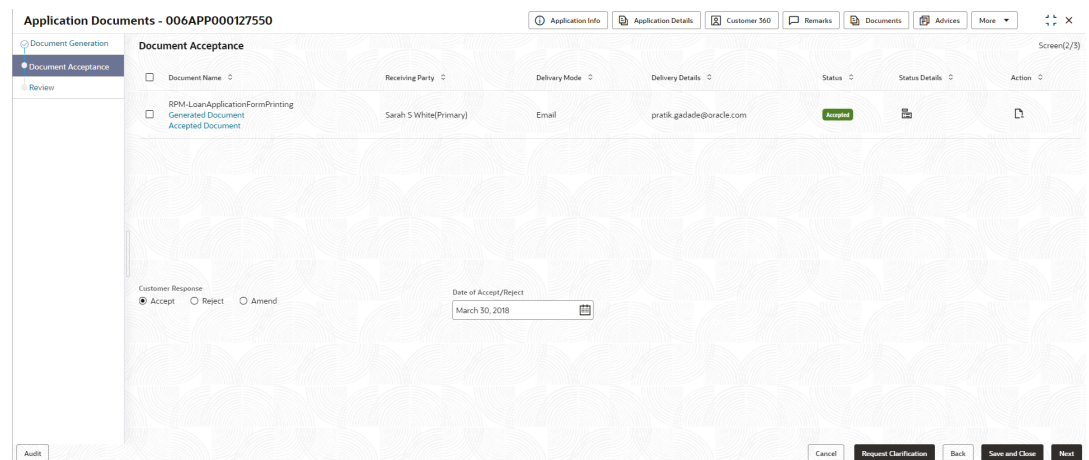 Application Documents - 006APP000127550
Application Info
Application Details
Customer 360
Remarks
Documents
Advices
More
Document Generation
Document Acceptance
Review
Document Acceptance
Screen(2/3)
Document Name
Receiving Party
Delivery Mode
Delivery Details
Status
Status Details
Action
RPM-LoanApplicationFormPrinting
Generated Document
Accepted Document
Sarah S White(Primary)
Email
pratik.gadade@oracle.com
Accepted
Customer Response
Accept
Reject
Amend
Date of Accept/Reject
March 30, 2018
Audit
Cancel
Request Clarification
Back
Save and Close
Next